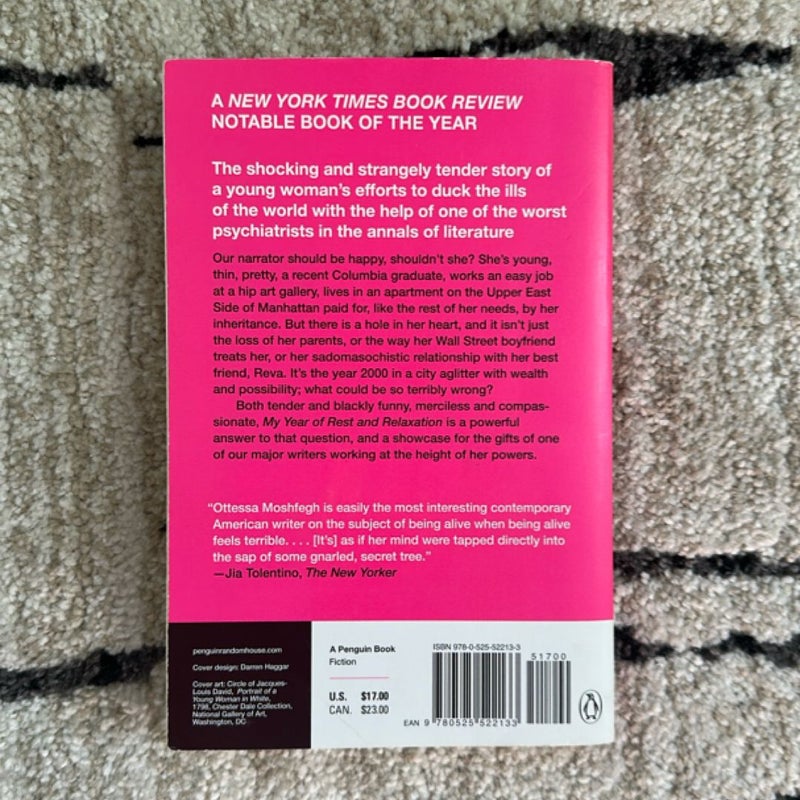 A NEW YORK TIMES BOOK REVIEW
NOTABLE BOOK OF THE YEAR
The shocking and strangely tender story of
a young woman's efforts to duck the ills
of the world with the help of one of the worst
psychiatrists in the annals of literature
Our narrator should be happy, shouldn't she? She's young,
thin, pretty, a recent Columbia graduate, works an easy job
at a hip art gallery, lives in an apartment on the Upper East
Side of Manhattan paid for, like the rest of her needs, by her
inheritance. But there is a hole in her heart, and it isn't just
the loss of her parents, or the way her Wall Street boyfriend
treats her, or her sadomasochistic relationship with her best
friend, Reva. It's the year 2000 in a city aglitter with wealth
and possibility; what could be so terribly wrong?
Both tender and blackly funny, merciless and compas-
sionate, My Year of Rest and Relaxation is a powerful
answer to that question, and a showcase for the gifts of one
of our major writers working at the height of her powers.
"Ottessa Moshfegh is easily the most interesting contemporary
American writer on the subject of being alive when being alive
feels terrible. . . . [It's] as if her mind were tapped directly into
the sap of some gnarled, secret tree."
—Jia Tolentino, The New Yorker
penguinrandomhouse.com
Cover design: Darren Haggar
Cover art: Circle of Jacques-
Louis David, Portrait of a
Young Woman in White,
1798, Chester Dale Collection,
National Gallery of Art,
Washington, DC
A Penguin Book
Fiction
U.S. $17.00
CAN. $23.00
ISBN 978-0-525-52213-3
51700
EAN 9 780525 522133